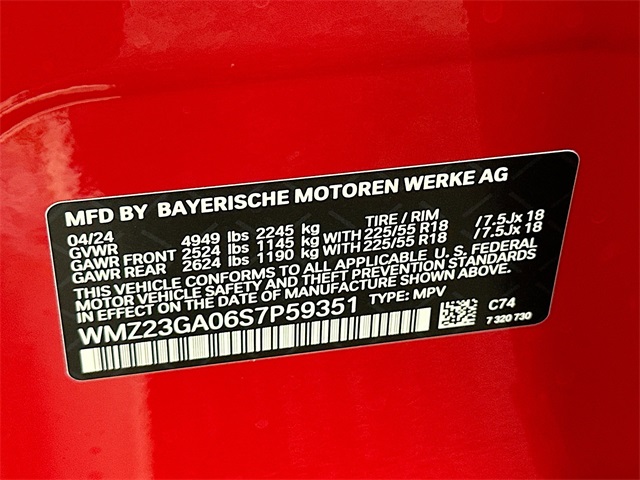 MFD BY BAYERISCHE MOTOREN WERKE AG
04/24 TIRE / RIM
GVWR 4949 lbs 2245 kg
GAWR FRONT 2524 lbs 1145 kg WITH 225/55 R18 /7.5Jx 18
GAWR REAR 2624 lbs 1190 kg WITH 225/55 R18 /7.5Jx 18
THIS VEHICLE CONFORMS TO ALL APPLICABLE U. S. FEDERAL
MOTOR VEHICLE SAFETY AND THEFT PREVENTION STANDARDS
IN EFFECT ON THE DATE OF MANUFACTURE SHOWN ABOVE.
WMZ23GA06S7P59351 TYPE: MPV
C74
7 320 730